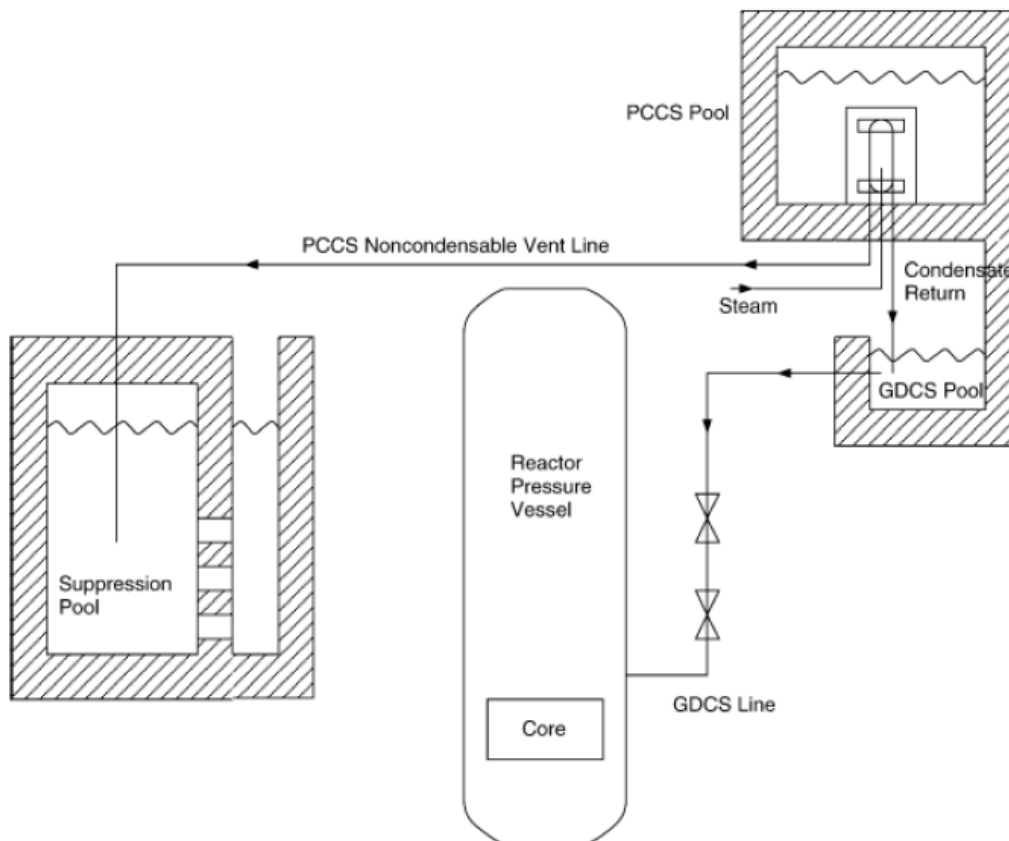 PCCS Pool
PCCS Noncondensable Vent Line
Condensate
Return
Steam
GDCS Pool
Reactor
Pressure
Vessel
Suppression
Pool
GDCS Line
Core